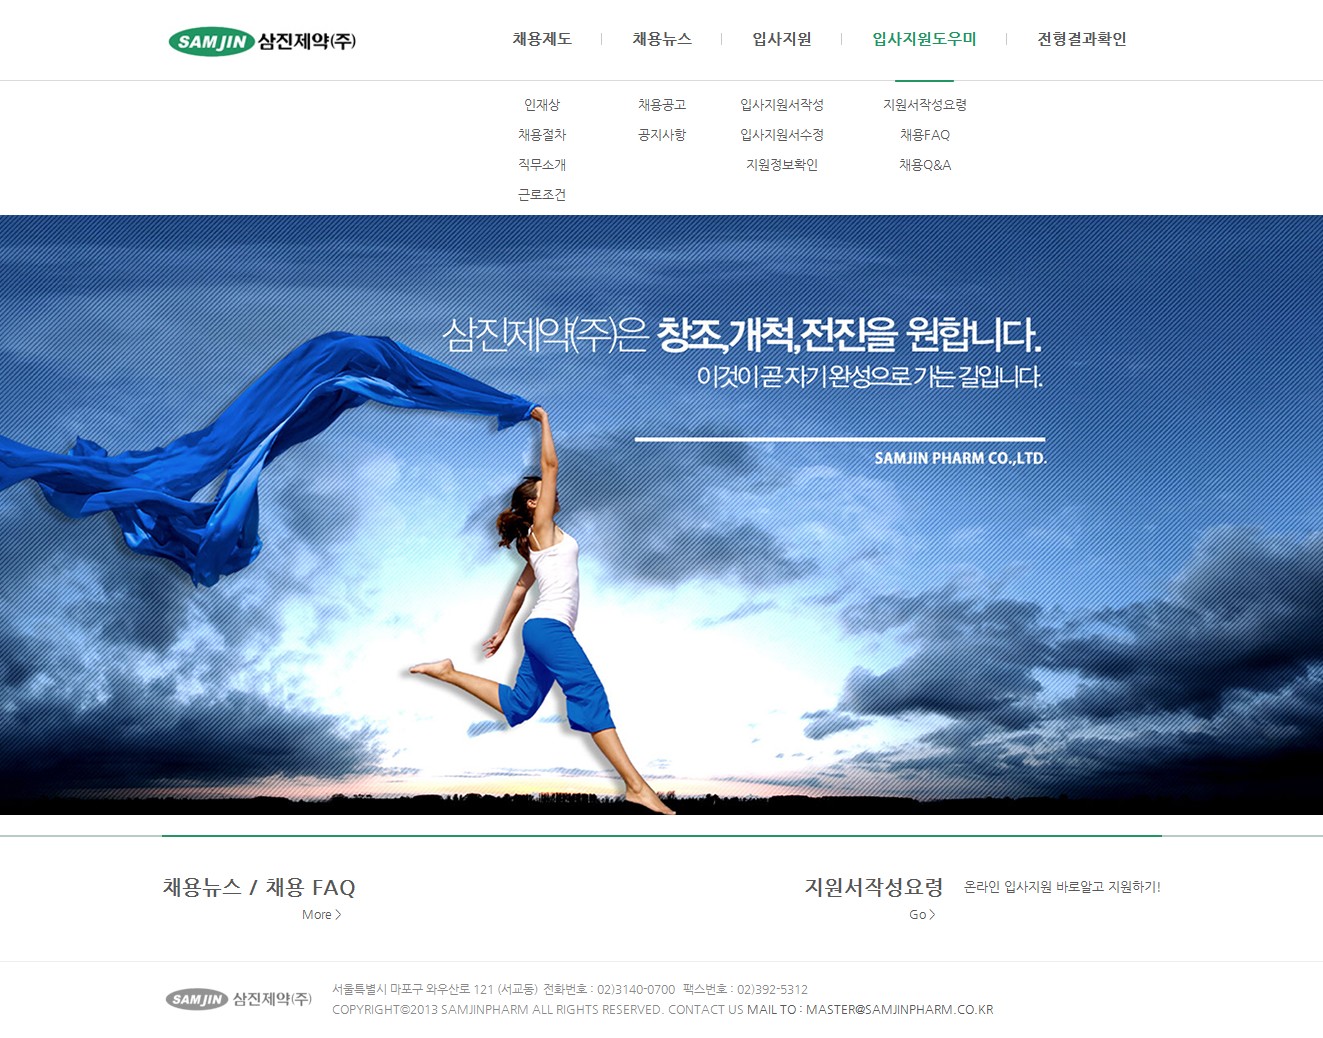 SAMJIN 삼진제약(주)
채용제도 채용뉴스 입사지원 입사지원도우미 전형결과확인
인재상 채용공고 입사지원서작성 지원서작성요령
채용절차 공지사항 입사지원서수정 채용FAQ
직무소개 지원정보확인 채용Q&A
근로조건
삼진제약(주)은 창조,개척,전진을 원합니다.
이것이 곧 자기 완성으로 가는 길입니다.
SAMJIN PHARM CO.,LTD.
채용뉴스 / 채용 FAQ
More >
지원서작성요령 온라인 입사지원 바로알고 지원하기!
Go >
SAMJIN 삼진제약(주)
서울특별시 마포구 와우산로 121 (서교동) 전화번호 : 02)3140-0700 팩스번호 : 02)392-5312
COPYRIGHT©2013 SAMJINPHARM ALL RIGHTS RESERVED. CONTACT US MAIL TO : MASTER@SAMJINPHARM.CO.KR